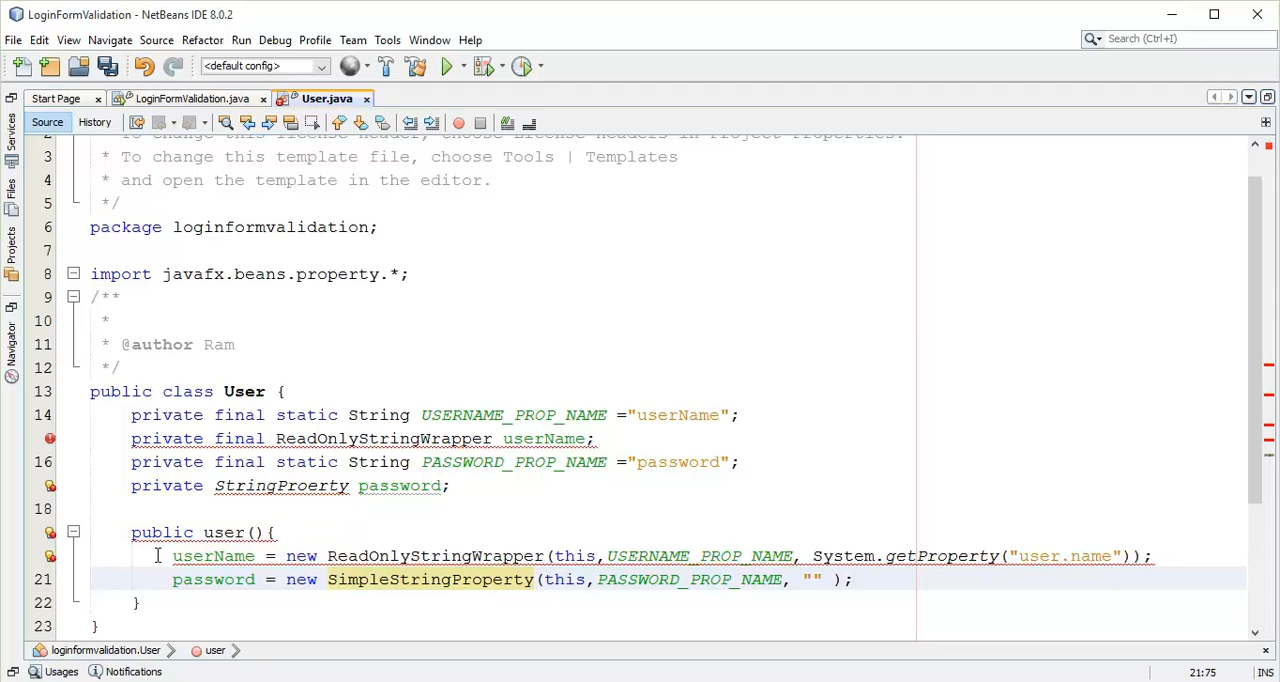 LoginFormValidation - NetBeans IDE 8.0.2
File Edit View Navigate Source Refactor Run Debug Profile Team Tools Window Help
Search (Ctrl+I)
<default config>
Start Page LoginFormValidation.java User.java
Source History
3 * To change this template file, choose Tools | Templates
4 * and open the template in the editor.
5 */
6 package loginformvalidation;
7
8 import javafx.beans.property.*;
9 /**
10 *
11 * @author Ram
12 */
13 public class User {
14 private final static String USERNAME_PROP_NAME ="userName";
private final ReadOnlyStringWrapper userName;
16 private final static String PASSWORD_PROP_NAME ="password";
private StringProerty password;
18
public user(){
userName = new ReadOnlyStringWrapper(this,USERNAME_PROP_NAME, System.getProperty("user.name"));
21 password = new SimpleStringProperty(this,PASSWORD_PROP_NAME, "" );
22 }
23 }
loginformvalidation.User user
Usages Notifications
21:75 INS
Services
Files
Projects
Navigator